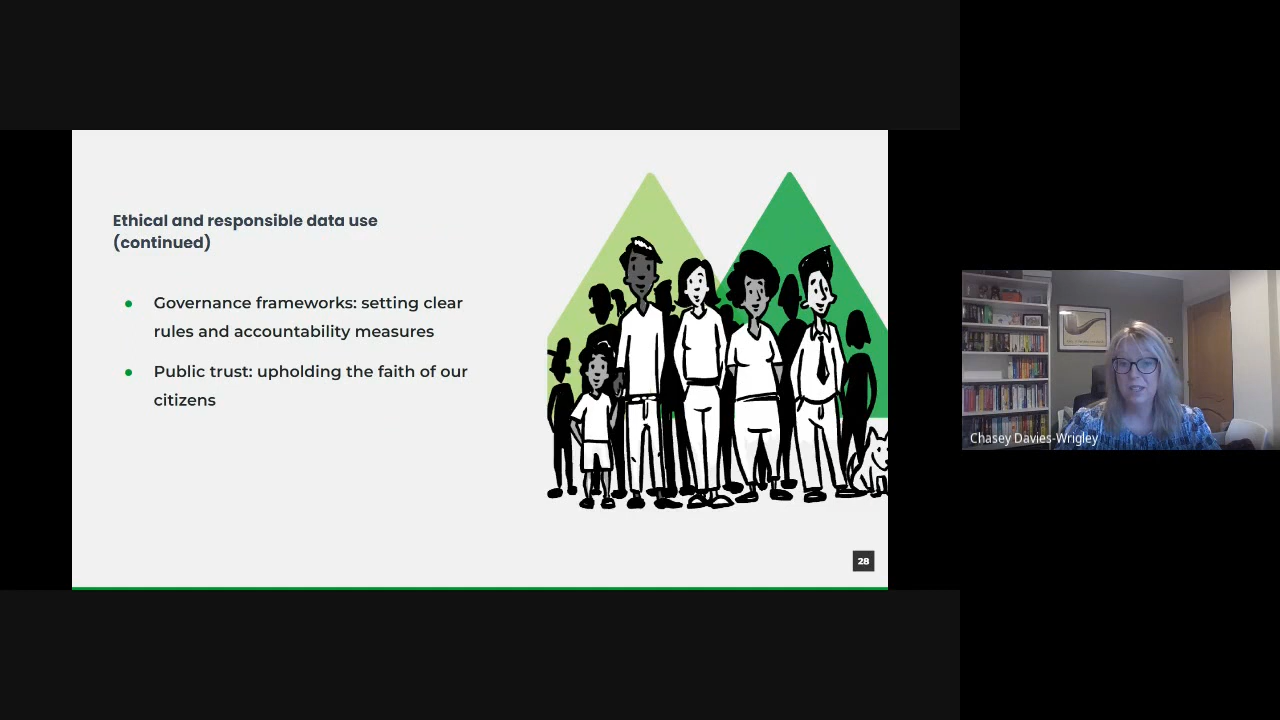 Ethical and responsible data use
(continued)
● Governance frameworks: setting clear
rules and accountability measures
● Public trust: upholding the faith of our
citizens
28
Chasey Davies-Wrigley